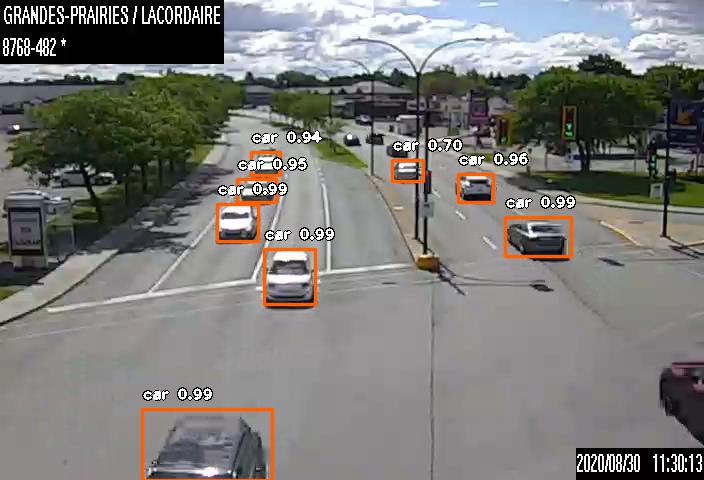 GRANDES-PRAIRIES / LACORDAIRE
8768-482 *
car 0.94
car 0.70
car 0.95
car 0.96
car 0.99
car 0.99
car 0.99
car 0.99
2020/08/30 11:30:13